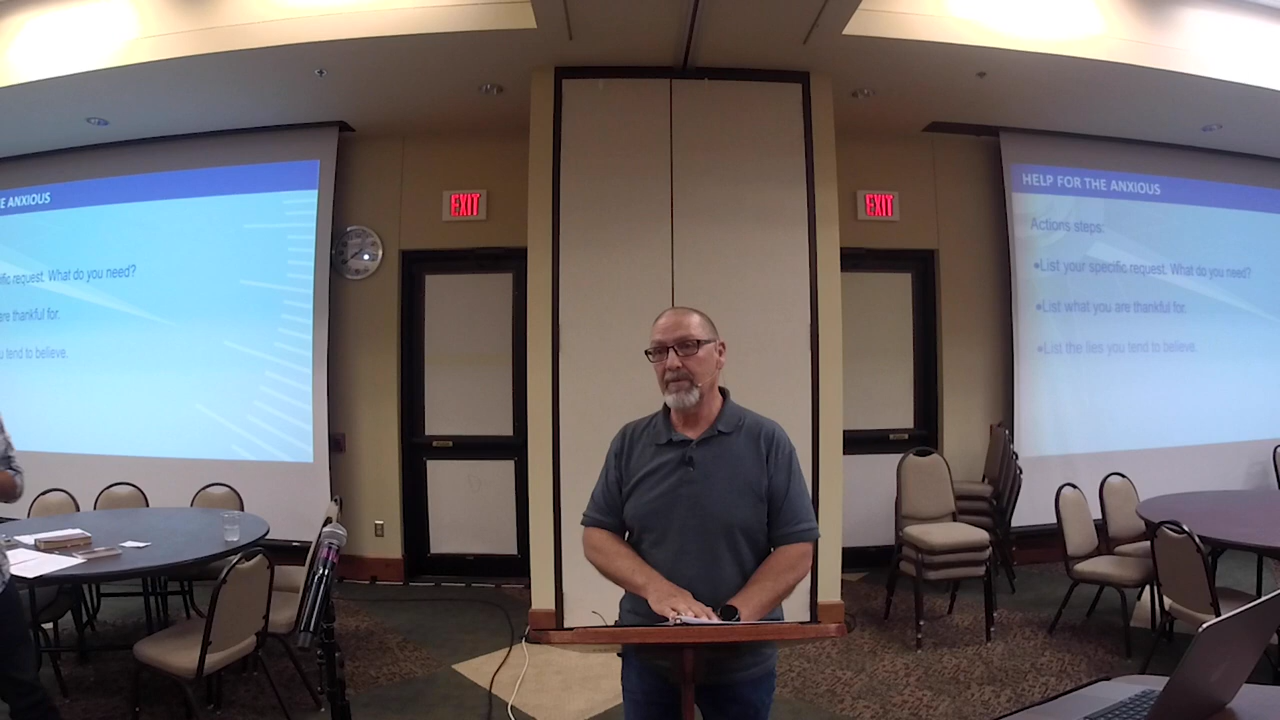 E ANXIOUS
ific request. What do you need?
are thankful for.
u tend to believe.
EXIT
EXIT
HELP FOR THE ANXIOUS
Actions steps:
•List your specific request. What do you need?
•List what you are thankful for.
•List the lies you tend to believe.